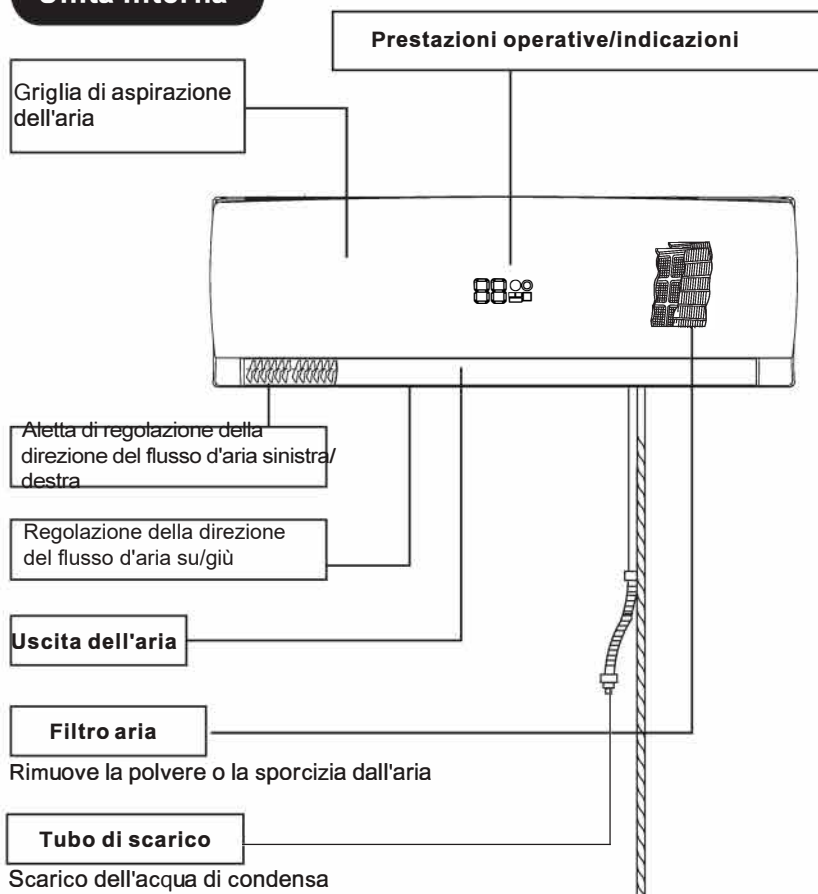 Unità interna
Prestazioni operative/indicazioni
Griglia di aspirazione
dell'aria
Aletta di regolazione della
direzione del flusso d'aria sinistra/
destra
Regolazione della direzione
del flusso d'aria su/giù
Uscita dell'aria
Filtro aria
Rimuove la polvere o la sporcizia dall'aria
Tubo di scarico
Scarico dell'acqua di condensa